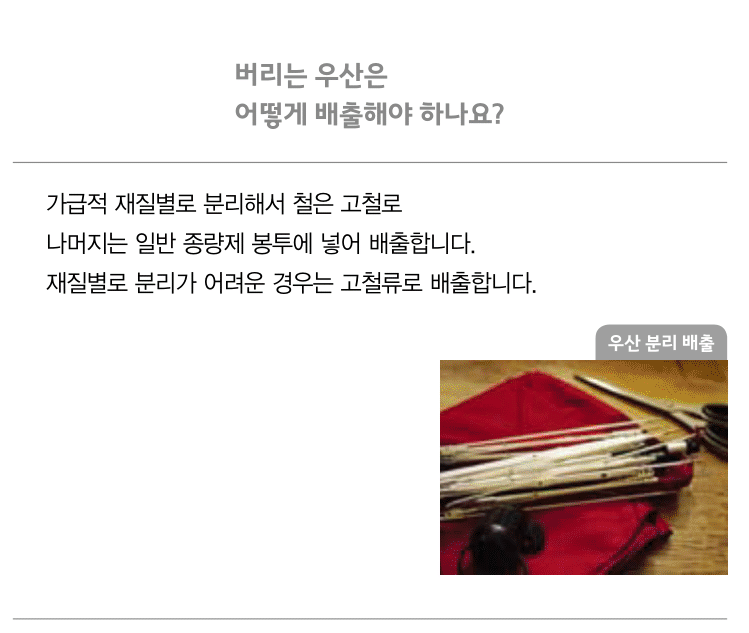 버리는 우산은
어떻게 배출해야 하나요?
가급적 재질별로 분리해서 철은 고철로
나머지는 일반 종량제 봉투에 넣어 배출합니다.
재질별로 분리가 어려운 경우는 고철류로 배출합니다.
우산 분리 배출